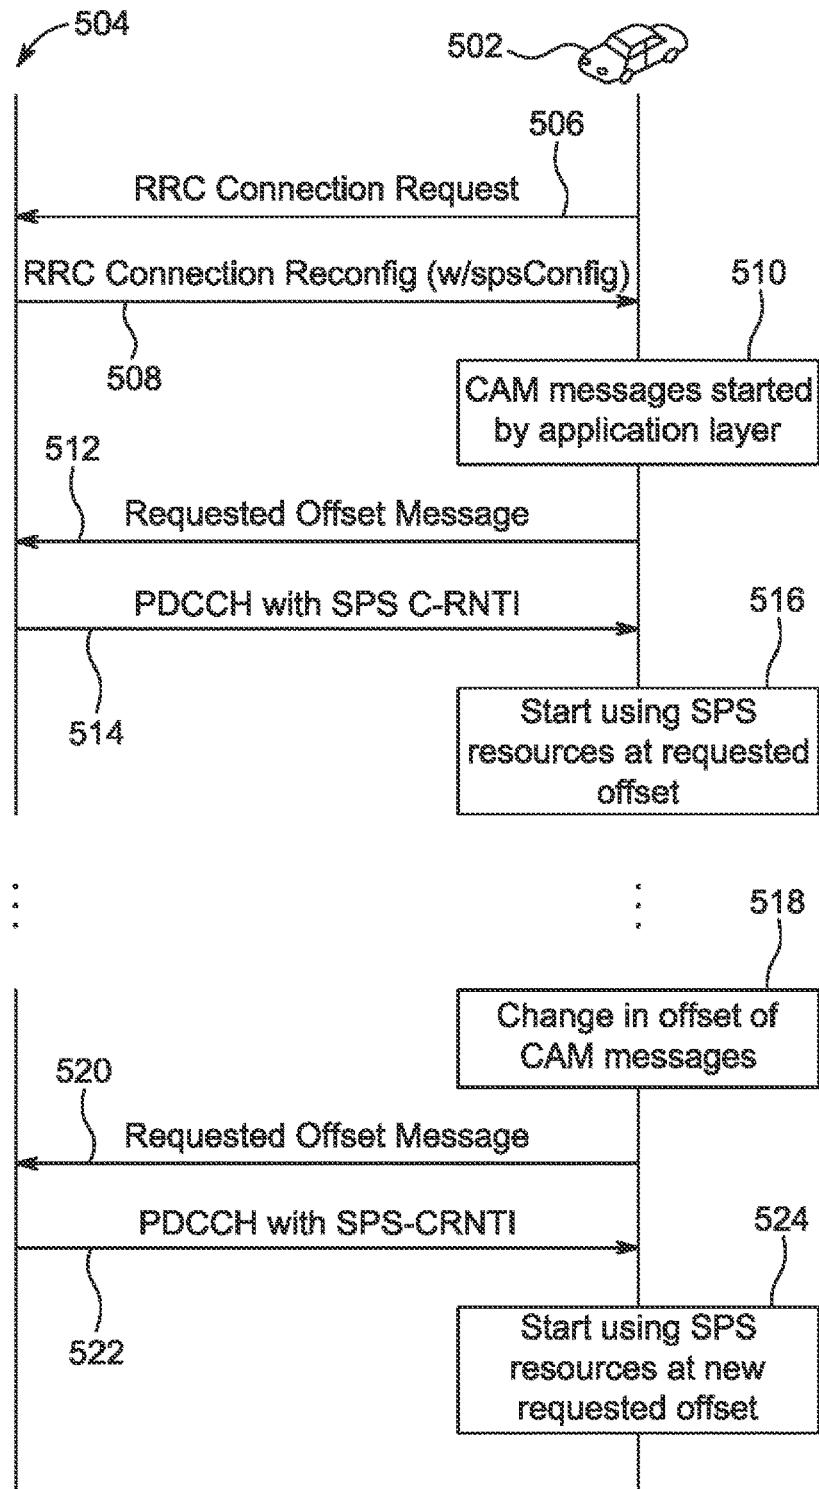 504
502
506
RRC Connection Request
RRC Connection Reconfig (w/spsConfig)
510
508
CAM messages started
by application layer
512
Requested Offset Message
PDCCH with SPS C-RNTI
516
514
Start using SPS
resources at requested
offset
518
Change in offset of
CAM messages
520
Requested Offset Message
PDCCH with SPS-CRNTI
524
522
Start using SPS
resources at new
requested offset